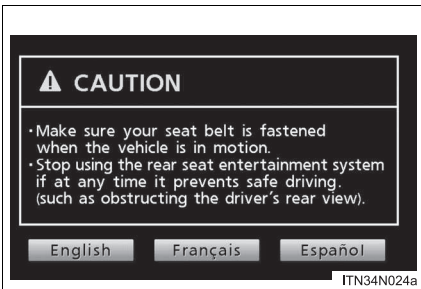 CAUTION
·Make sure your seat belt is fastened
when the vehicle is in motion.
·Stop using the rear seat entertainment system
if at any time it prevents safe driving.
(such as obstructing the driver's rear view).
English Français Español
ITN34N024a